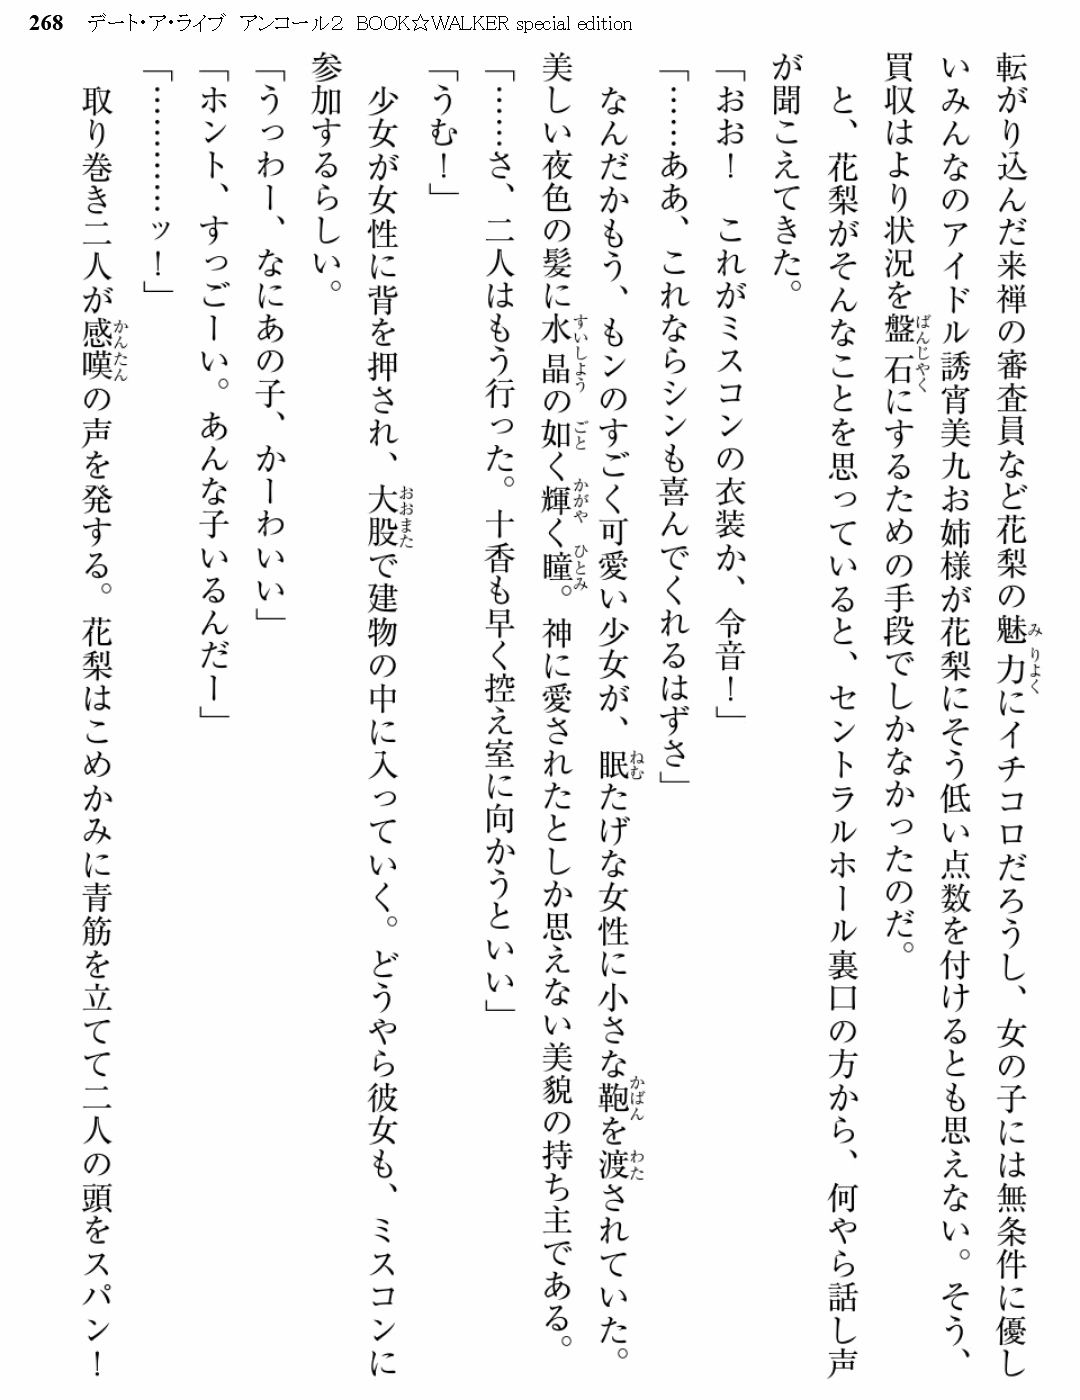 268 デート・ア・ライブ アンコール2 BOOK☆WALKER special edition
転がり込んだ来禅の審査員など花梨の魅力にイチコロだろうし、女の子には無条件に優し
いみんなのアイドル誘宵美九お姉様が花梨にそう低い点数を付けるとも思えない。そう、
買収はより状況を盤石にするための手段でしかなかったのだ。
　と、花梨がそんなことを思っていると、セントラルホール裏口の方から、何やら話し声
が聞こえてきた。
「おお！　これがミスコンの衣装か、令音！」
「……ああ、これならシンも喜んでくれるはずさ」
　なんだかもう、もンのすごく可愛い少女が、眠たげな女性に小さな鞄を渡されていた。
美しい夜色の髪に水晶の如く輝く瞳。神に愛されたとしか思えない美貌の持ち主である。
「……さ、二人はもう行った。十香も早く控え室に向かうといい」
「うむ！」
　少女が女性に背を押され、大股で建物の中に入っていく。どうやら彼女も、ミスコンに
参加するらしい。
「うっわー、なにあの子、かーわいい」
「ホント、すっごーい。あんな子いるんだー」
「…………ッ！」
　取り巻き二人が感嘆の声を発する。花梨はこめかみに青筋を立てて二人の頭をスパン！